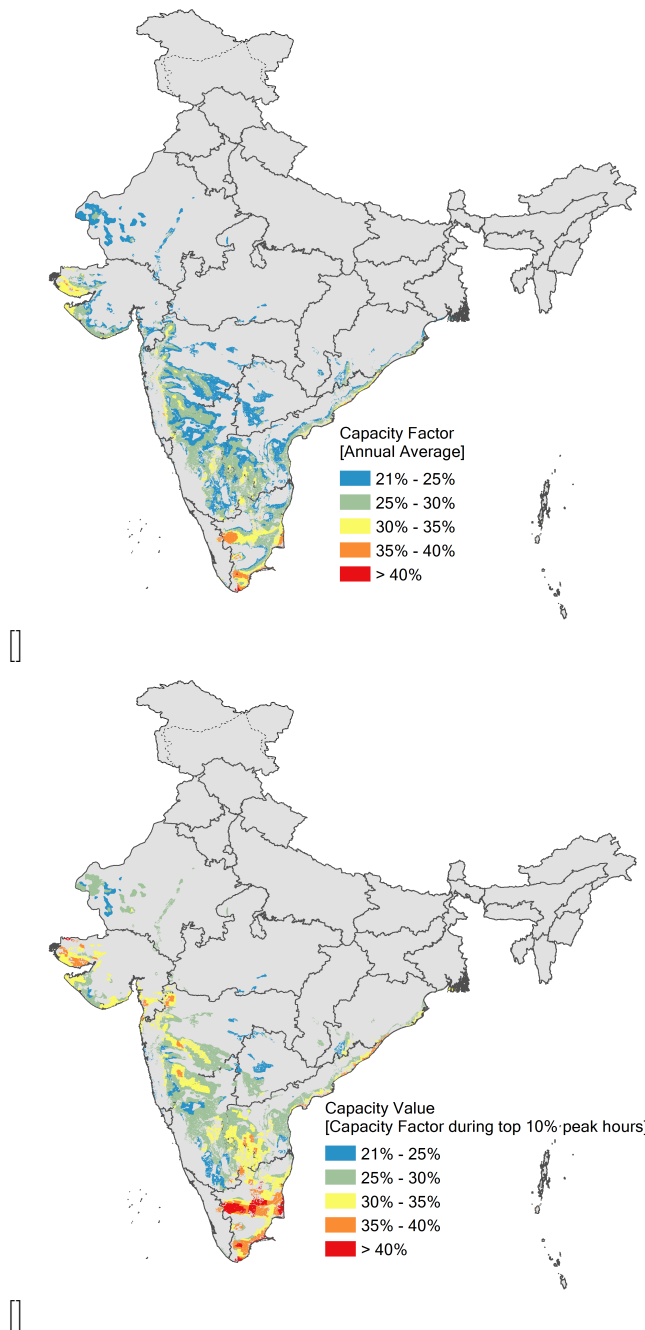 Capacity Factor
[Annual Average]
21% - 25%
25% - 30%
30% - 35%
35% - 40%
> 40%
[]
Capacity Value
[Capacity Factor during top 10% peak hours]
21% - 25%
25% - 30%
30% - 35%
35% - 40%
> 40%
[]